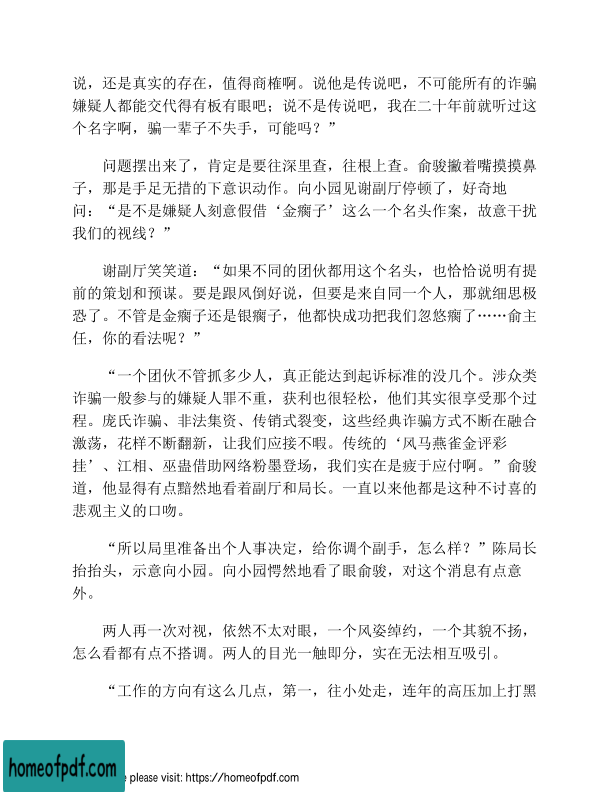 说，还是真实的存在，值得商榷啊。说他是传说吧，不可能所有的诈骗
嫌疑人都能交代得有板有眼吧；说不是传说吧，我在二十年前就听过这
个名字啊，骗一辈子不失手，可能吗？”
问题摆出来了，肯定是要往深里查，往根上查。俞骏撇着嘴摸摸鼻
子，那是手足无措的下意识动作。向小园见谢副厅停顿了，好奇地
问：“是不是嫌疑人刻意假借‘金瘸子’这么一个名头作案，故意干扰
我们的视线？”
谢副厅笑笑道：“如果不同的团伙都用这个名头，也恰恰说明有提
前的策划和预谋。要是跟风倒好说，但要是来自同一个人，那就细思极
恐了。不管是金瘸子还是银瘸子，他都快成功把我们忽悠瘸了……俞主
任，你的看法呢？”
“一个团伙不管抓多少人，真正能达到起诉标准的没几个。涉众类
诈骗一般参与的嫌疑人罪不重，获利也很轻松，他们其实很享受那个过
程。庞氏诈骗、非法集资、传销式裂变，这些经典诈骗方式不断在融合
激荡，花样不断翻新，让我们应接不暇。传统的‘风马燕雀金评彩
挂’、江相、巫蛊借助网络粉墨登场，我们实在是疲于应付啊。”俞骏
道，他显得有点黯然地看着副厅和局长。一直以来他都是这种不讨喜的
悲观主义的口吻。
“所以局里准备出个人事决定，给你调个副手，怎么样？”陈局长
抬抬头，示意向小园。向小园愕然地看了眼俞骏，对这个消息有点意
外。
两人再一次对视，依然不太对眼，一个风姿绰约，一个其貌不扬，
怎么看都有点不搭调。两人的目光一触即分，实在无法相互吸引。
“工作的方向有这么几点，第一，往小处走，连年的高压加上打黑
homeofpdf.com
please visit: https://homeofpdf.com